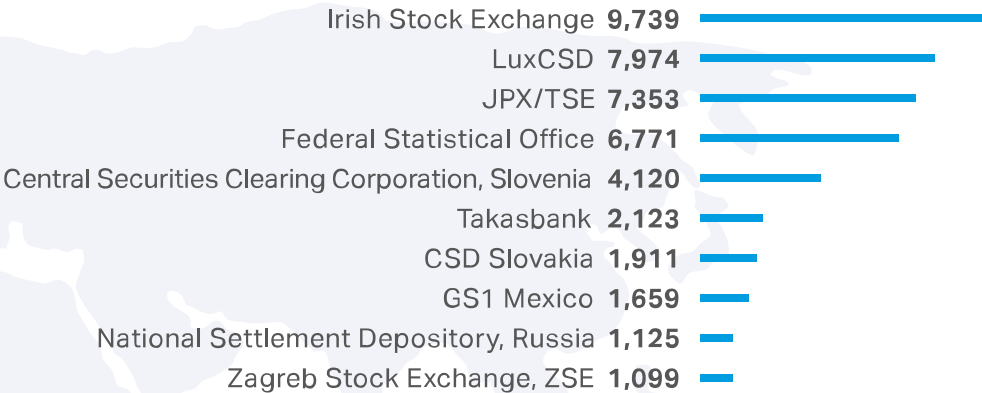 Irish Stock Exchange 9,739
LuxCSD 7,974
JPX/TSE 7,353
Federal Statistical Office 6,771
Central Securities Clearing Corporation, Slovenia 4,120
Takasbank 2,123
CSD Slovakia 1,911
GS1 Mexico 1,659
National Settlement Depository, Russia 1,125
Zagreb Stock Exchange, ZSE 1,099